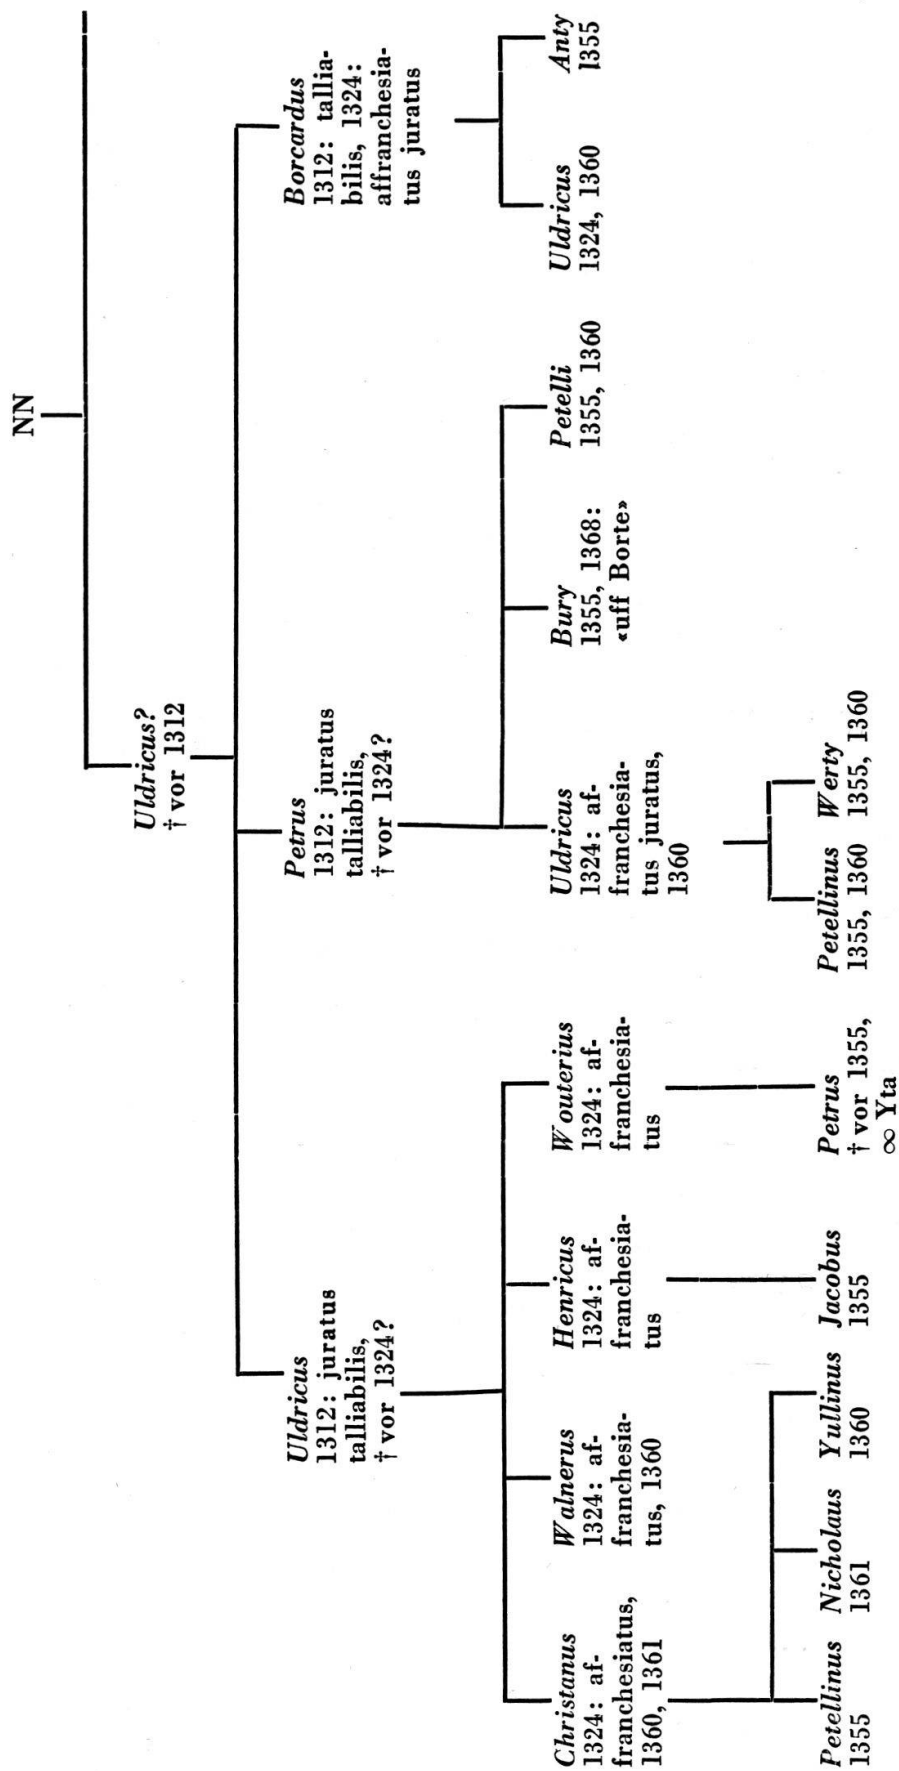 NN
Uldricus?
† vor 1312
Uldricus
1312: juratus
talliabilis,
† vor 1324?
Petrus
1312: juratus
talliabilis,
† vor 1324?
Borcardus
1312: tallia-
bilis, 1324:
affranchesia-
tus juratus
Christanus
1324: af-
franchesiatus,
1360, 1361
Walnerus
1324: af-
franchesia-
tus, 1360
Henricus
1324: af-
franchesia-
tus
Wouterius
1324: af-
franchesia-
tus
Uldricus
1324: af-
franchesia-
tus juratus,
1360
Bury
1355, 1368:
«uff Borte»
Petelli
1355, 1360
Uldricus
1324, 1360
Anty
1355
Petellinus
1355
Nicholaus
1361
Yullinus
1360
Jacobus
1355
Petrus
† vor 1355,
∞ Yta
Petellinus
1355, 1360
Werty
1355, 1360